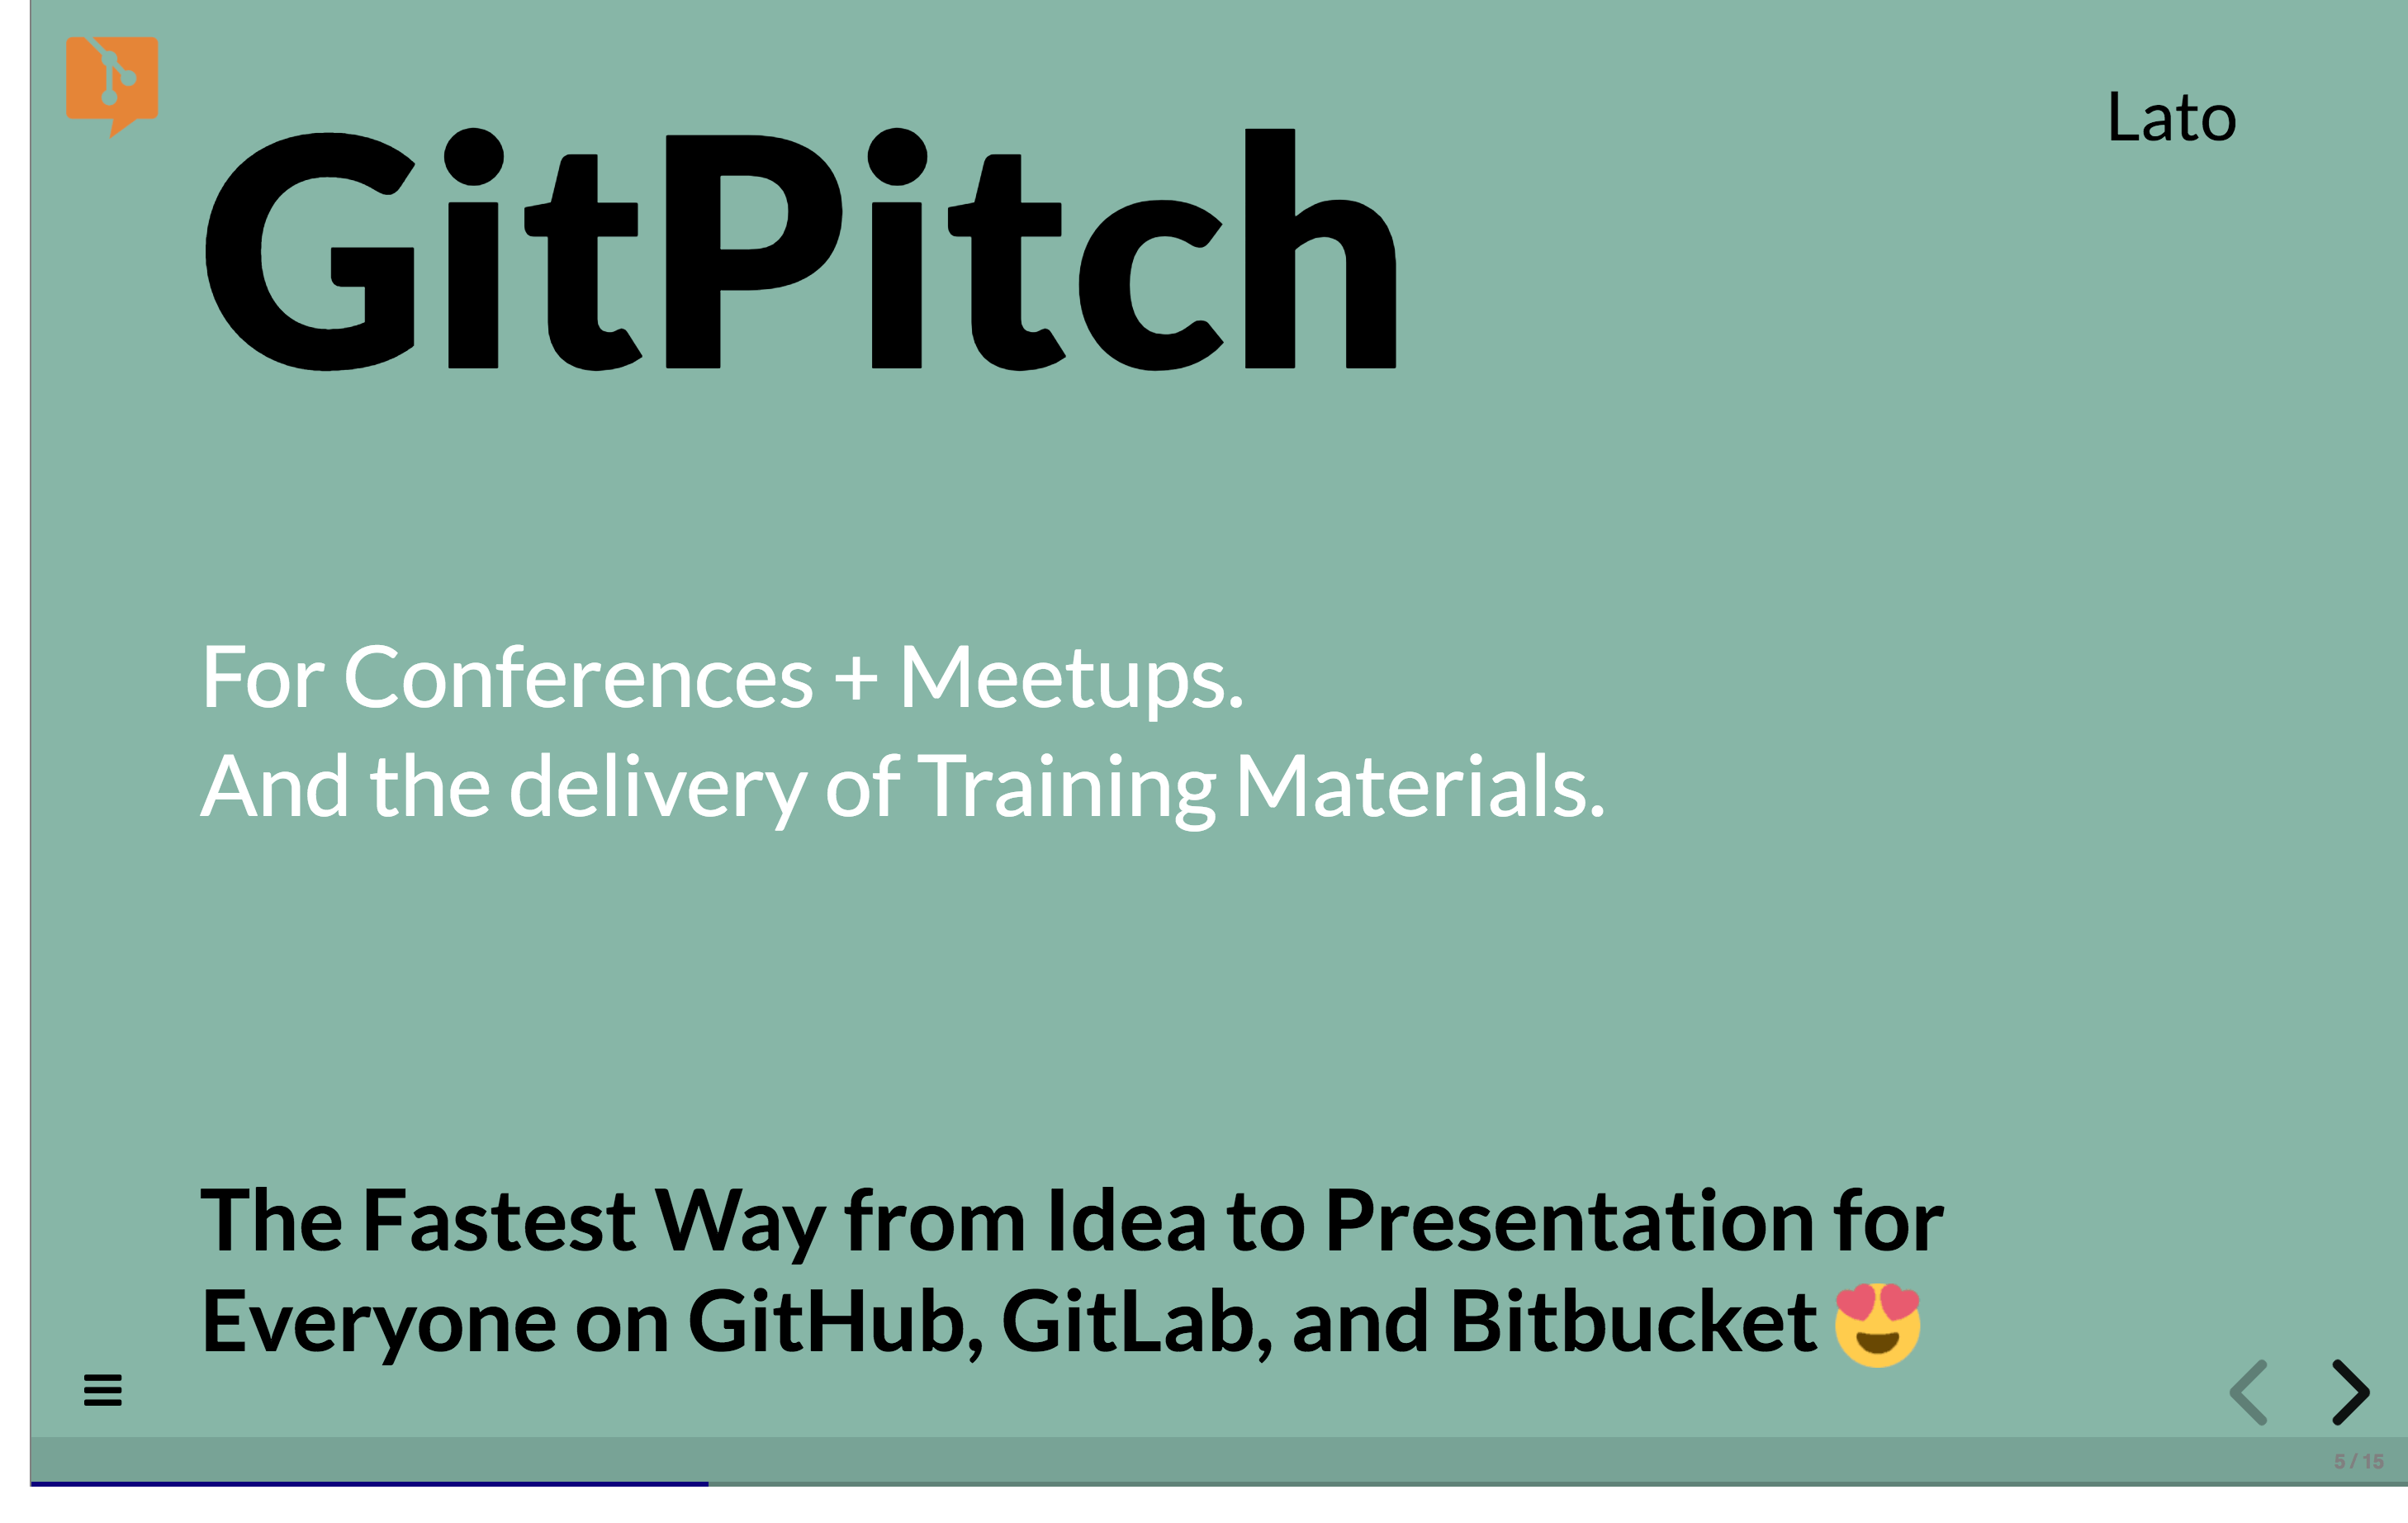 Lato
GitPitch
For Conferences + Meetups.
And the delivery of Training Materials.
The Fastest Way from Idea to Presentation for
Everyone on GitHub, GitLab, and Bitbucket 😍
5 / 15